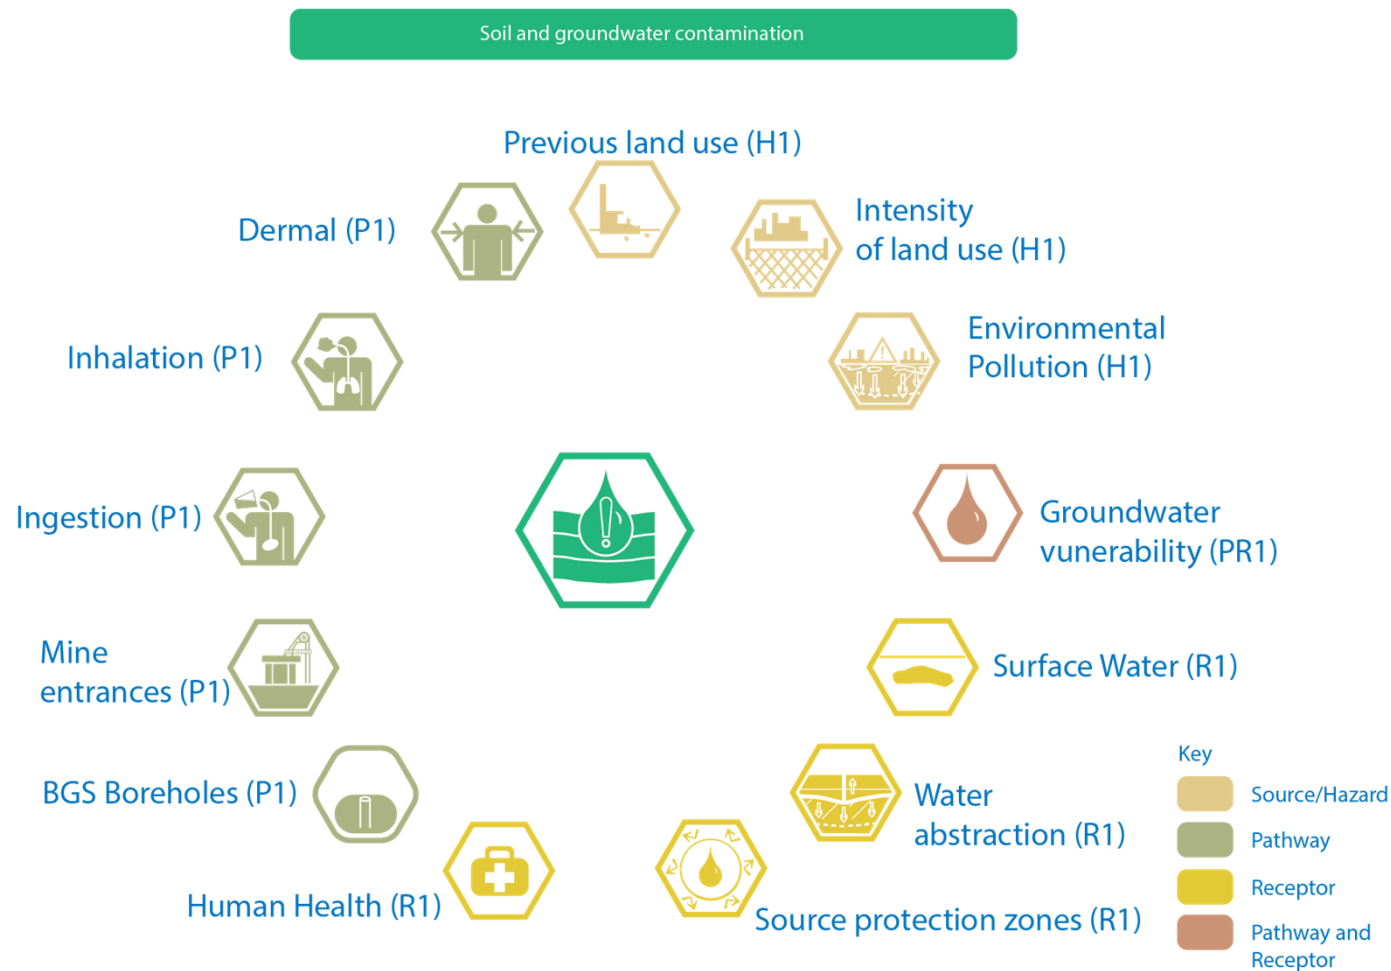 Soil and groundwater contamination
Previous land use (H1)
Dermal (P1)
Intensity
of land use (H1)
Inhalation (P1)
Environmental
Pollution (H1)
Ingestion (P1)
Groundwater
vunerability (PR1)
Mine
entrances (P1)
Surface Water (R1)
BGS Boreholes (P1)
Water
abstraction (R1)
Human Health (R1)
Source protection zones (R1)
Key
Source/Hazard
Pathway
Receptor
Pathway and
Receptor